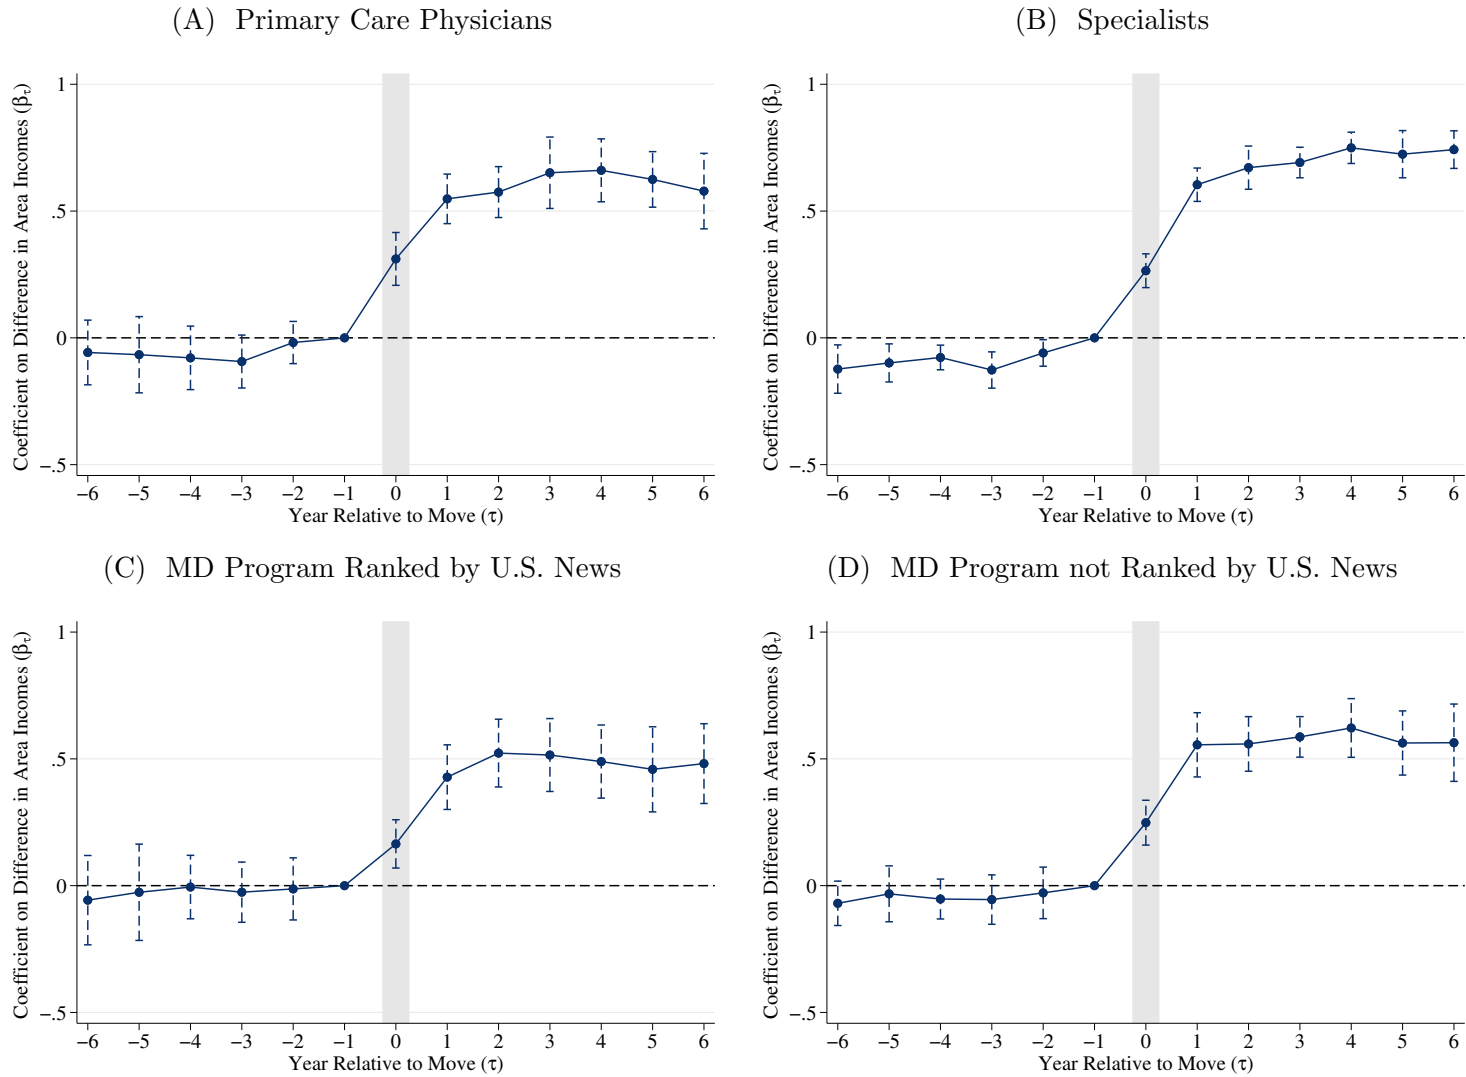 (A) Primary Care Physicians
Coefficient on Difference in Area Incomes (βτ)
1
.5
0
−.5
−6 −5 −4 −3 −2 −1 0 1 2 3 4 5 6
Year Relative to Move (τ)
(B) Specialists
Coefficient on Difference in Area Incomes (βτ)
1
.5
0
−.5
−6 −5 −4 −3 −2 −1 0 1 2 3 4 5 6
Year Relative to Move (τ)
(C) MD Program Ranked by U.S. News
Coefficient on Difference in Area Incomes (βτ)
1
.5
0
−.5
−6 −5 −4 −3 −2 −1 0 1 2 3 4 5 6
Year Relative to Move (τ)
(D) MD Program not Ranked by U.S. News
Coefficient on Difference in Area Incomes (βτ)
1
.5
0
−.5
−6 −5 −4 −3 −2 −1 0 1 2 3 4 5 6
Year Relative to Move (τ)